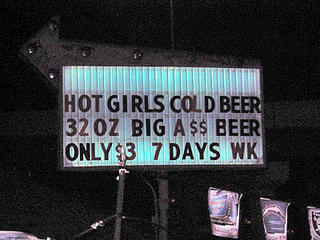 HOT GIRLS COLD BEER
32 OZ BIG A$$ BEER
ONLY $3 7 DAYS WK